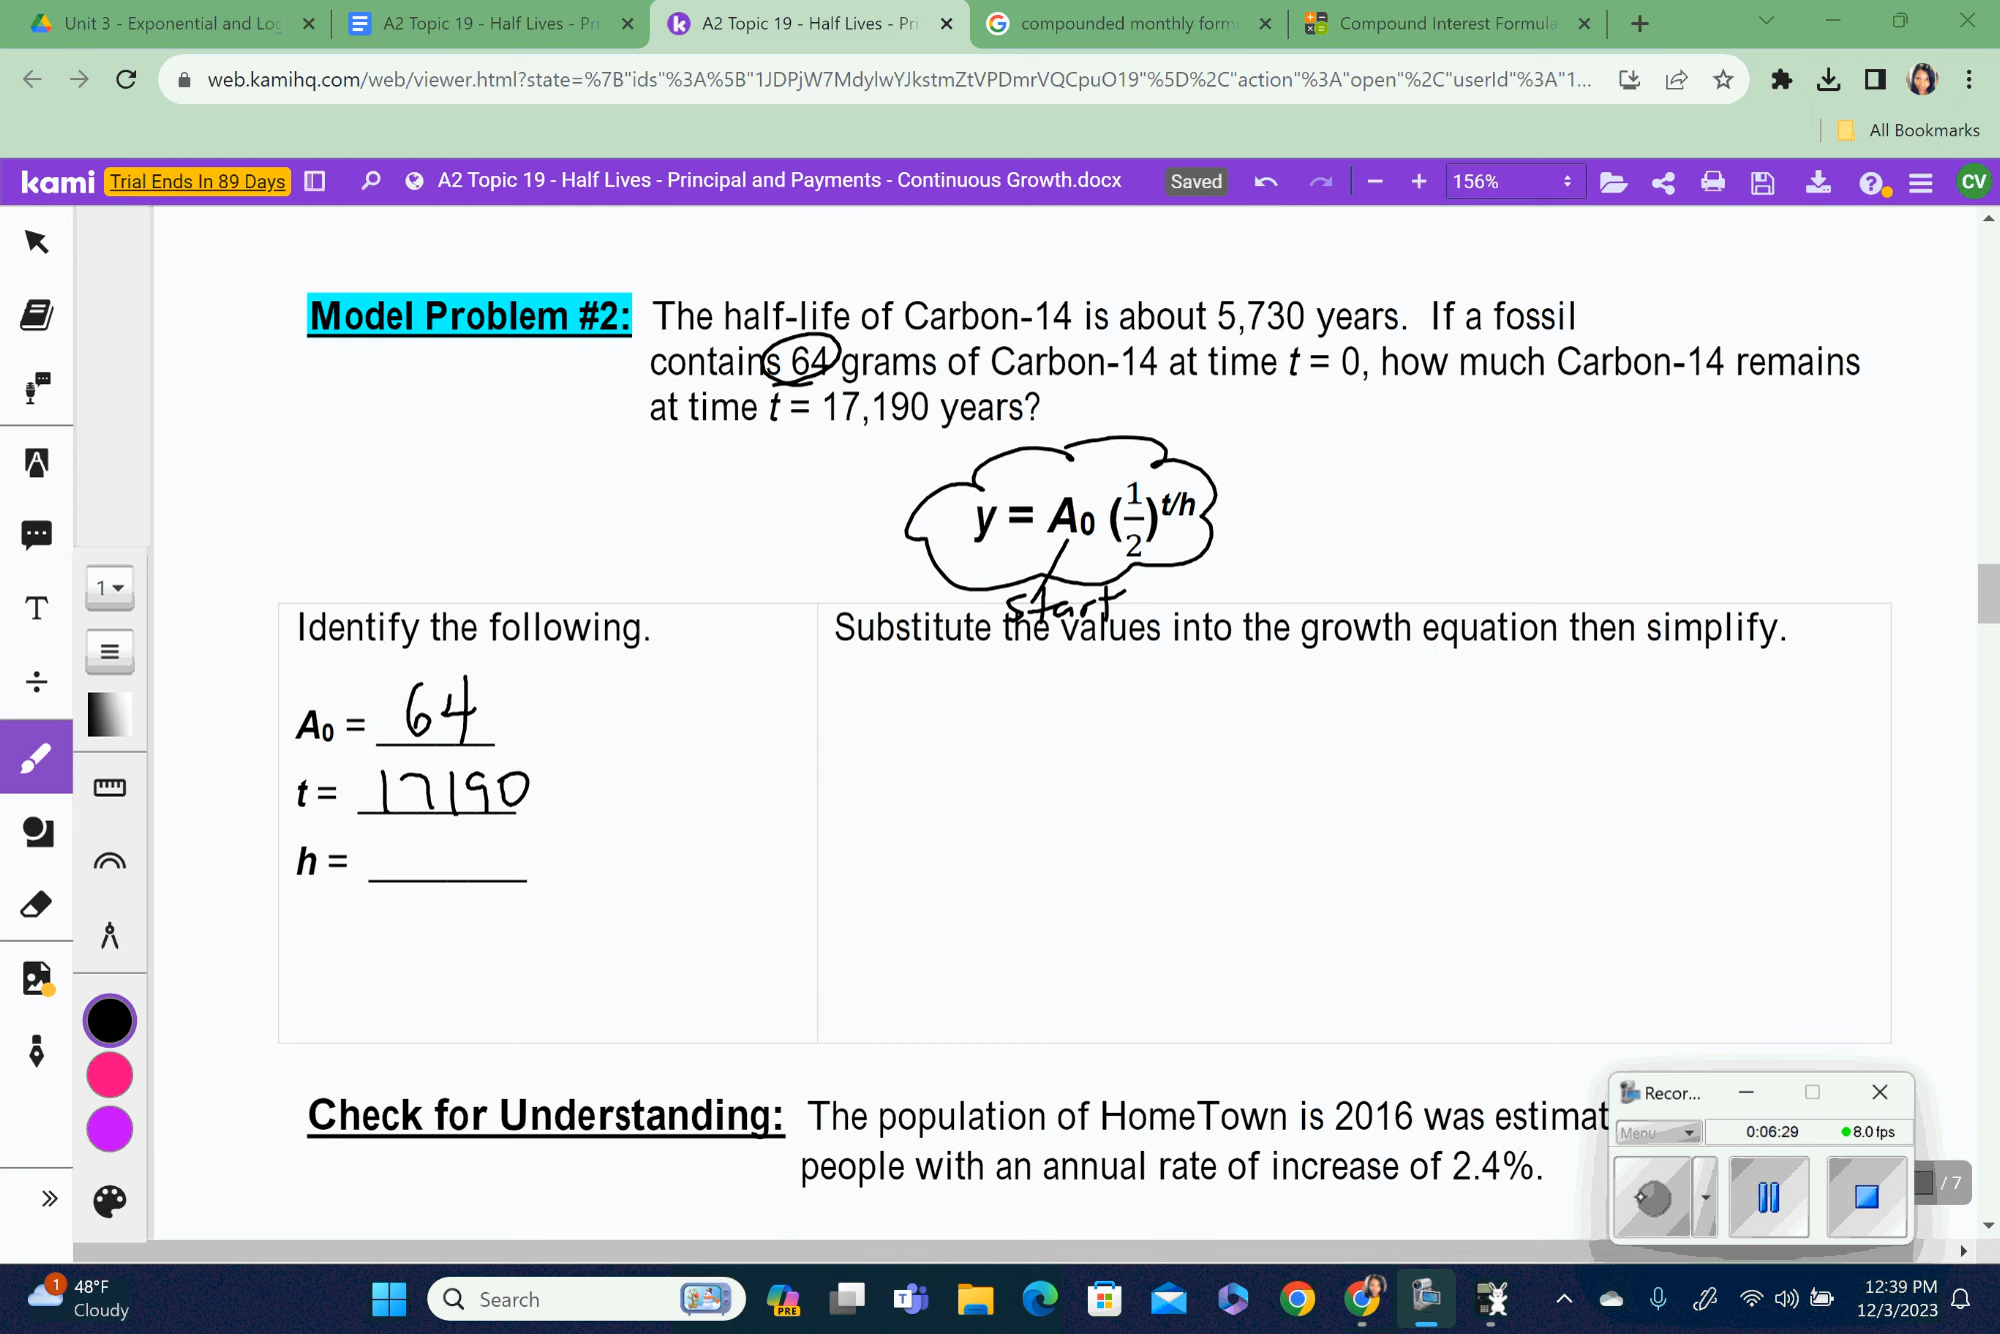 Unit 3 - Exponential and Log
A2 Topic 19 - Half Lives - Pri
A2 Topic 19 - Half Lives - Pri
compounded monthly form
Compound Interest Formula
web.kamihq.com/web/viewer.html?state=%7B"ids"%3A%5B"1JDPjW7MdylwYJkstmZtVPDmrVQCpuO19"%5D%2C"action"%3A"open"%2C"userId"%3A"1...
All Bookmarks
kami Trial Ends In 89 Days A2 Topic 19 - Half Lives - Principal and Payments - Continuous Growth.docx Saved 156% CV
Model Problem #2: The half-life of Carbon-14 is about 5,730 years. If a fossil
contains 64 grams of Carbon-14 at time t = 0, how much Carbon-14 remains
at time t = 17,190 years?
y = A₀ (1/2)^t/h
start
Identify the following.
A₀ = 64
t = 17190
h = ________
Substitute the values into the growth equation then simplify.
Check for Understanding: The population of HomeTown is 2016 was estimat
people with an annual rate of increase of 2.4%.
1
Recor...
Menu 0:06:29 8.0 fps
/ 7
1
48°F
Cloudy
Search
PRE
12:39 PM
12/3/2023